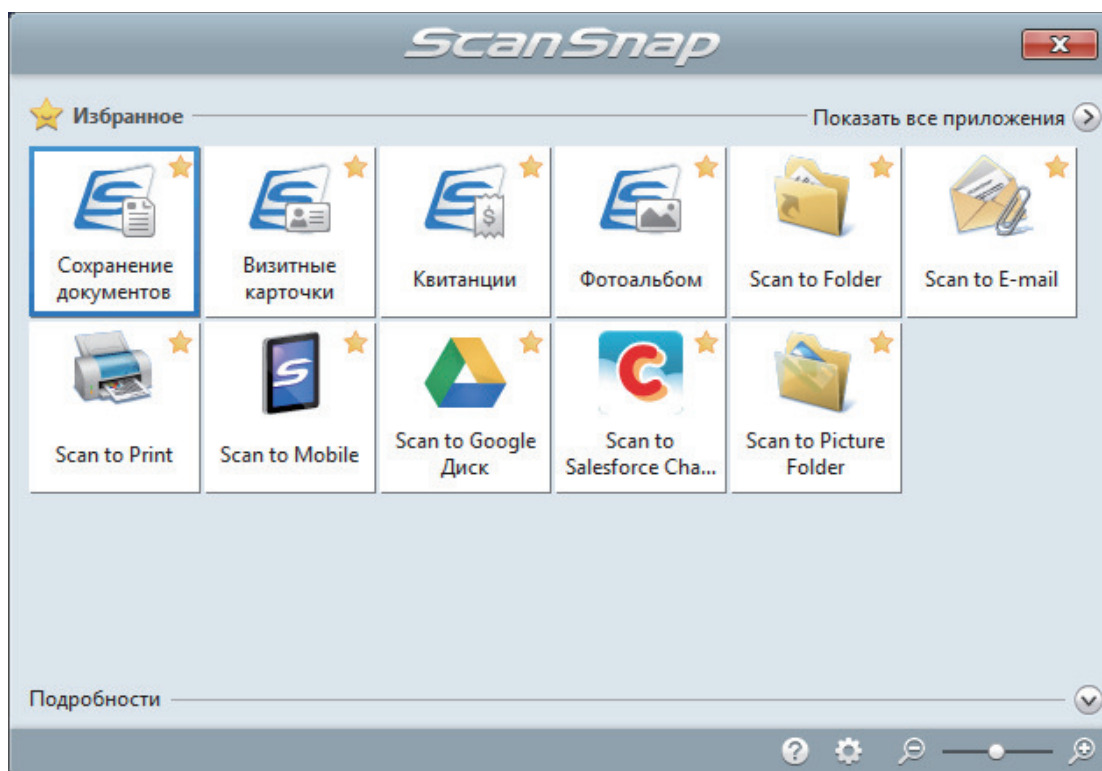 ScanSnap
Избранное
Показать все приложения
Сохранение
документов
Визитные
карточки
Квитанции
Фотоальбом
Scan to Folder
Scan to E-mail
Scan to Print
Scan to Mobile
Scan to Google
Диск
Scan to
Salesforce Cha...
Scan to Picture
Folder
Подробности